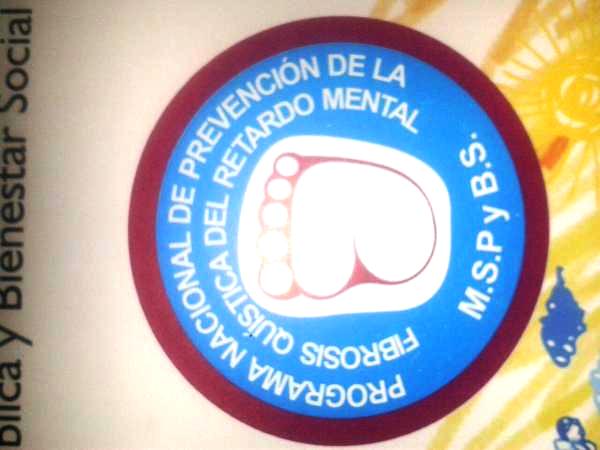 blica y Bienestar Social
PROGRAMA NACIONAL DE PREVENCIÓN DE LA
FIBROSIS QUÍSTICA DEL RETARDO MENTAL
M.S.P y B.S.